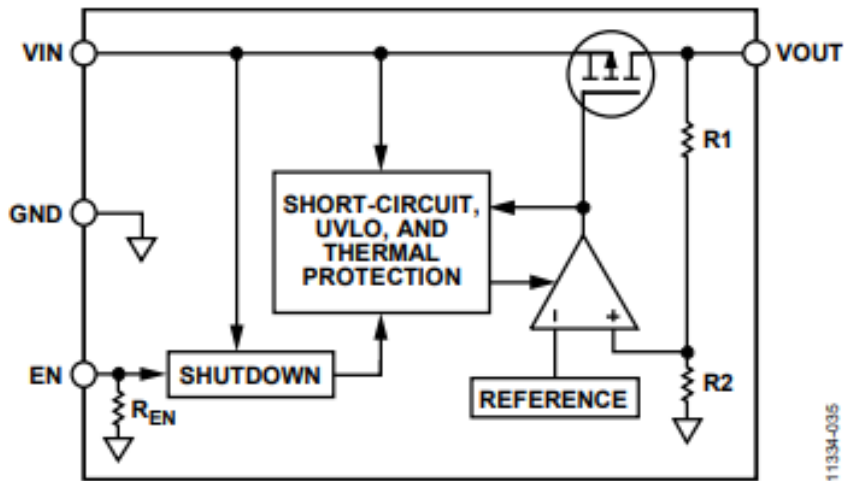 VIN
VOUT
R1
GND
SHORT-CIRCUIT,
UVLO, AND
THERMAL
PROTECTION
- +
EN
SHUTDOWN
REN
REFERENCE
R2
11334-035